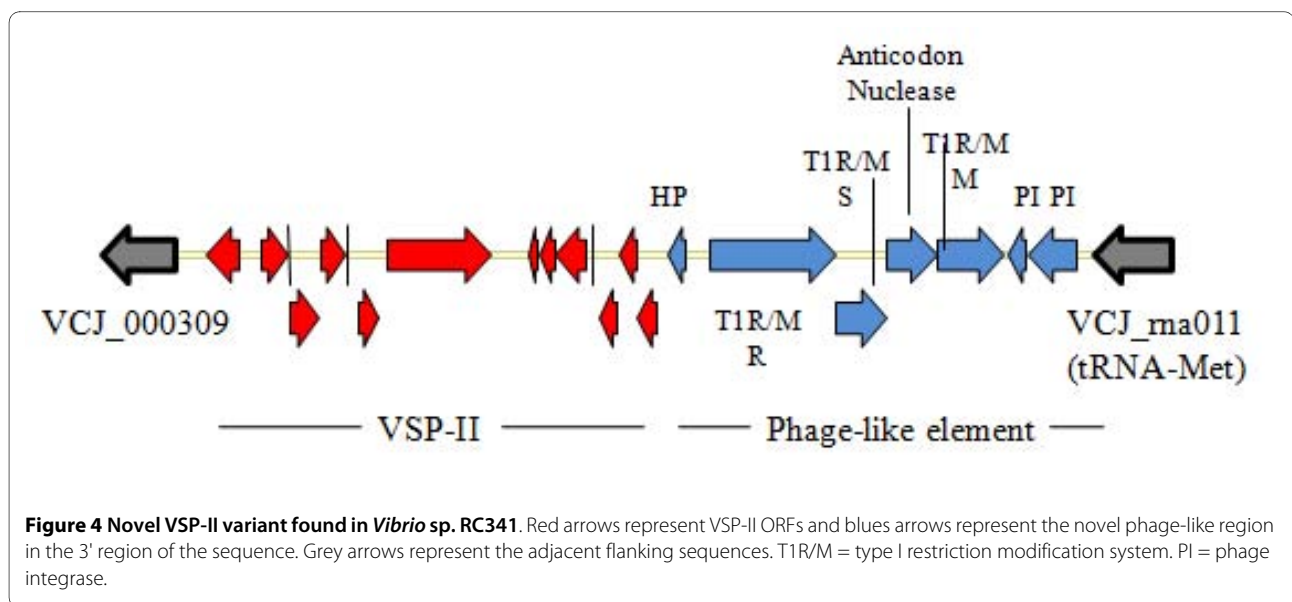 Anticodon
Nuclease
T1R/M
S
T1R/M
M
HP
PI PI
VCJ_000309
T1R/M
R
VCJ_rna011
(tRNA-Met)
VSP-II
Phage-like element
Figure 4 Novel VSP-II variant found in Vibrio sp. RC341. Red arrows represent VSP-II ORFs and blues arrows represent the novel phage-like region
in the 3' region of the sequence. Grey arrows represent the adjacent flanking sequences. T1R/M = type I restriction modification system. PI = phage
integrase.